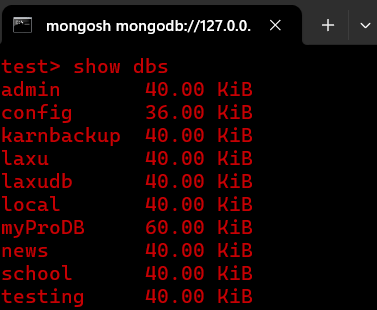 mongosh mongodb://127.0.0.
test> show dbs
admin 40.00 KiB
config 36.00 KiB
karnbackup 40.00 KiB
laxu 40.00 KiB
laxudb 40.00 KiB
local 40.00 KiB
myProDB 60.00 KiB
news 40.00 KiB
school 40.00 KiB
testing 40.00 KiB